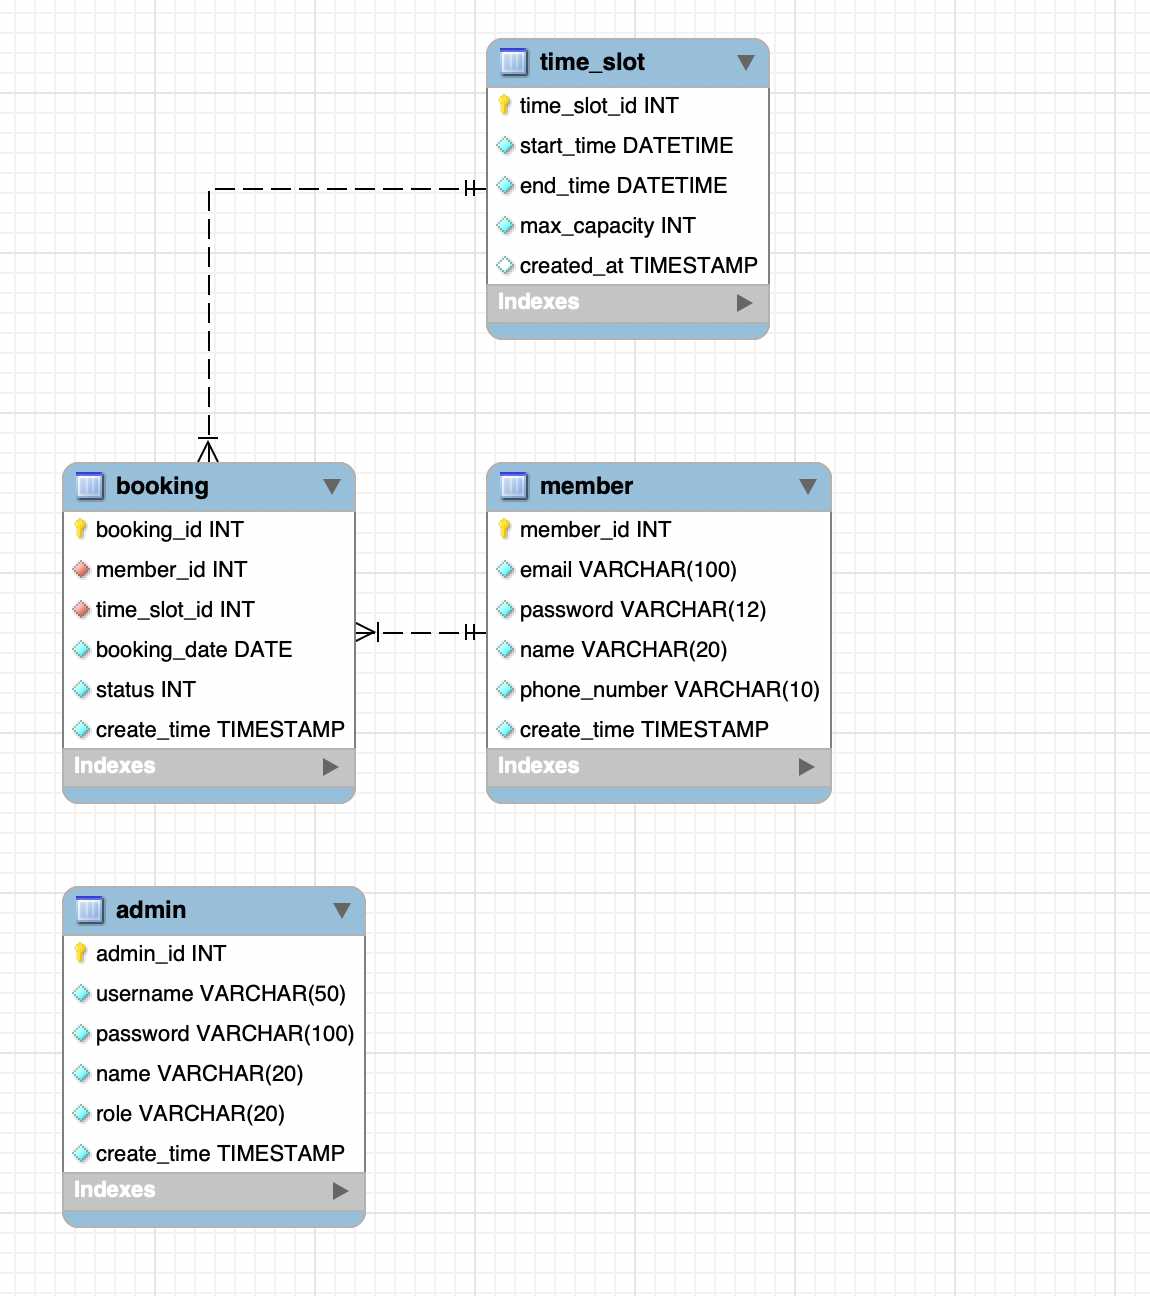 time_slot
time_slot_id INT
start_time DATETIME
end_time DATETIME
max_capacity INT
created_at TIMESTAMP
Indexes
booking
booking_id INT
member_id INT
time_slot_id INT
booking_date DATE
status INT
create_time TIMESTAMP
Indexes
member
member_id INT
email VARCHAR(100)
password VARCHAR(12)
name VARCHAR(20)
phone_number VARCHAR(10)
create_time TIMESTAMP
Indexes
admin
admin_id INT
username VARCHAR(50)
password VARCHAR(100)
name VARCHAR(20)
role VARCHAR(20)
create_time TIMESTAMP
Indexes